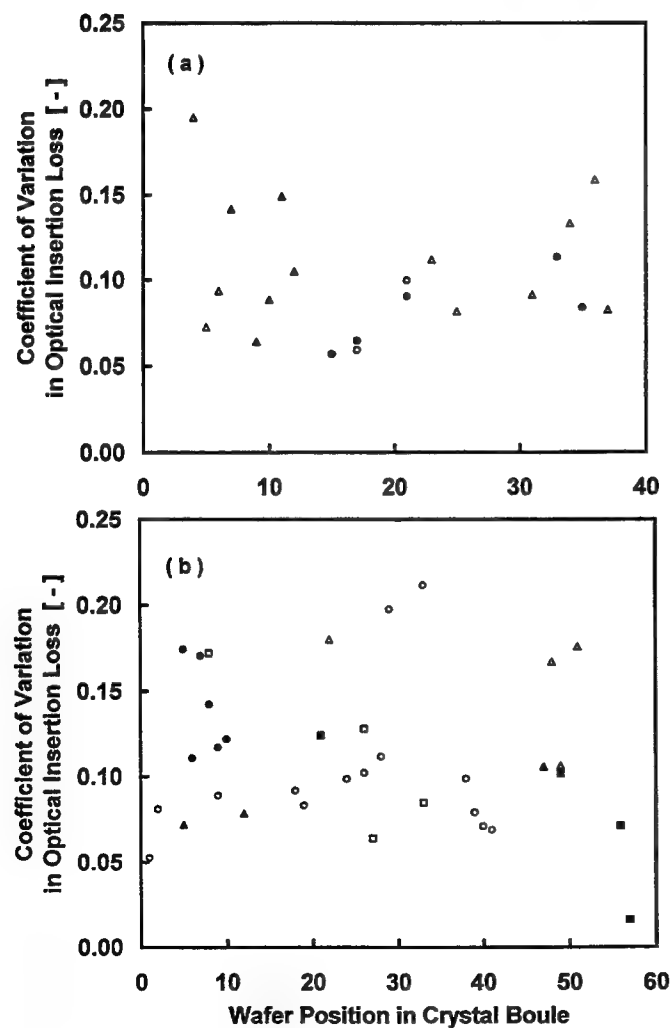 0.25
(a)
0.20
0.15
0.10
0.05
0.00
Coefficient of Variation
in Optical Insertion Loss [-]
0 10 20 30 40
0.25
(b)
0.20
0.15
0.10
0.05
0.00
Coefficient of Variation
in Optical Insertion Loss [-]
0 10 20 30 40 50 60
Wafer Position in Crystal Boule